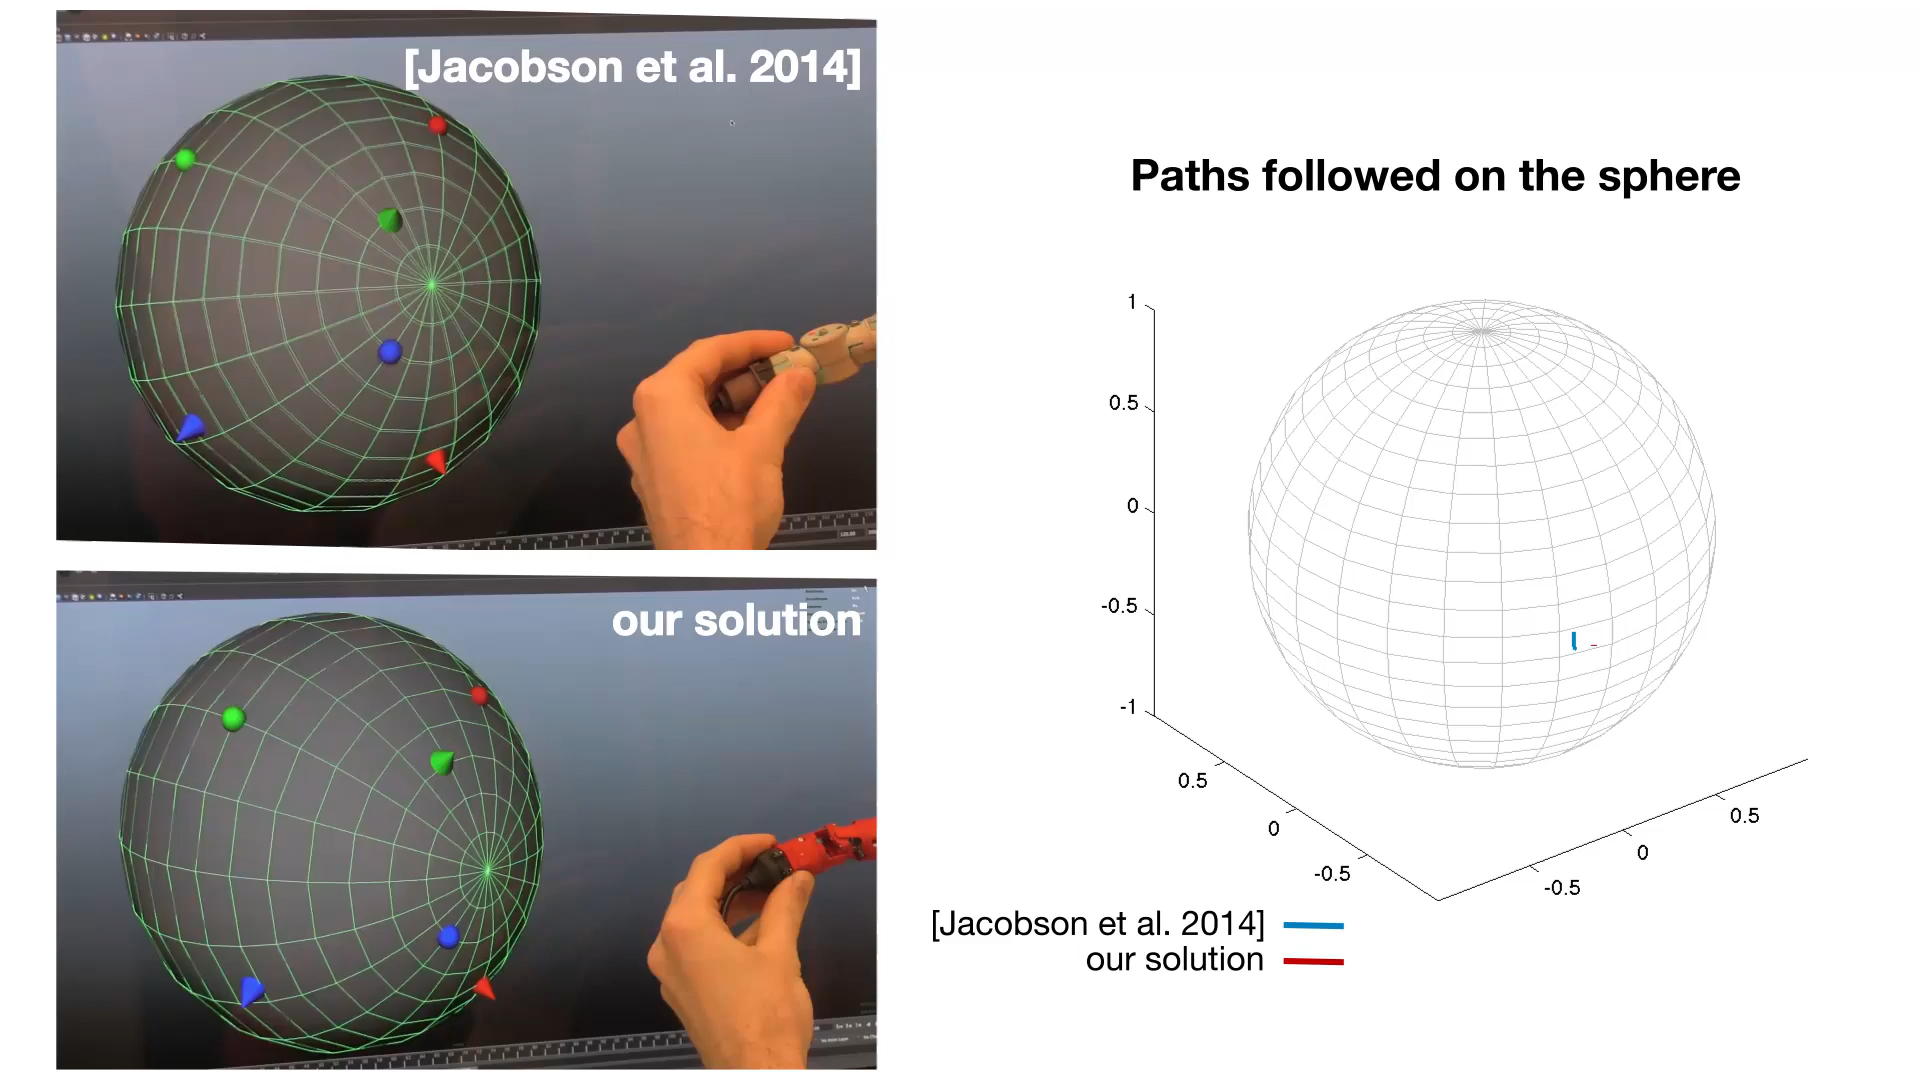 [Jacobson et al. 2014]
our solution
Paths followed on the sphere
1
0.5
0
-0.5
-1
0.5
0
-0.5
-0.5
0
0.5
[Jacobson et al. 2014]
our solution